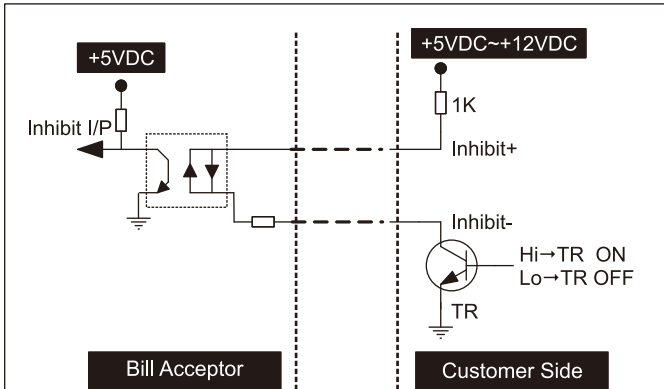 +5VDC
+5VDC~+12VDC
1K
Inhibit I/P
Inhibit+
Inhibit-
Hi→TR ON
Lo→TR OFF
TR
Bill Acceptor
Customer Side